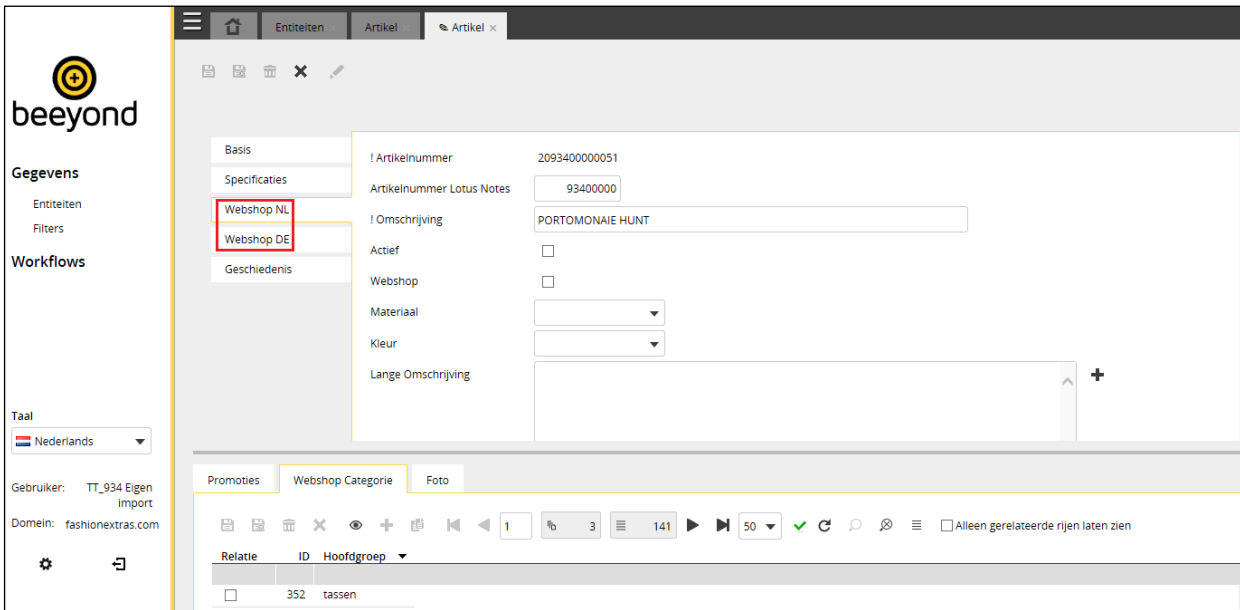 Entiteiten ×
Artikel ×
Artikel ×
beeyond
Gegevens
Entiteiten
Filters
Workflows
Taal
Nederlands
Gebruiker: TT_934 Eigen
import
Domein: fashionextras.com
Basis
Specificaties
Webshop NL
Webshop DE
Geschiedenis
! Artikelnummer 2093400000051
Artikelnummer Lotus Notes 93400000
! Omschrijving PORTOMONAIE HUNT
Actief
Webshop
Materiaal
Kleur
Lange Omschrijving
Promoties Webshop Categorie Foto
1 3 141 50 Alleen gerelateerde rijen laten zien
Relatie ID Hoofdgroep
352 tassen